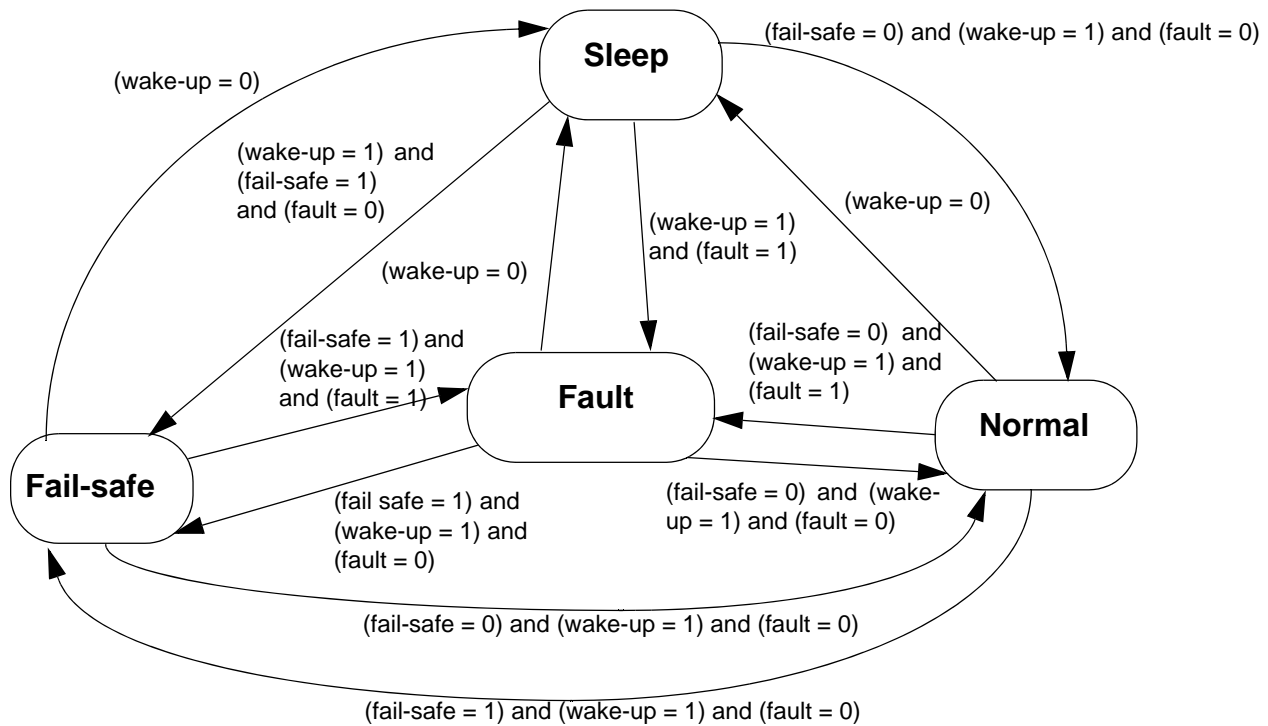 Sleep
(fail-safe = 0) and (wake-up = 1) and (fault = 0)
(wake-up = 0)
(wake-up = 1) and
(fail-safe = 1)
and (fault = 0)
(wake-up = 0)
(wake-up = 1)
and (fault = 1)
(wake-up = 0)
(fail-safe = 1) and
(wake-up = 1)
and (fault = 1)
(fail-safe = 0) and
(wake-up = 1) and
(fault = 1)
Fault
Normal
Fail-safe
(fail safe = 1) and
(wake-up = 1) and
(fault = 0)
(fail-safe = 0) and (wake-
up = 1) and (fault = 0)
(fail-safe = 0) and (wake-up = 1) and (fault = 0)
(fail-safe = 1) and (wake-up = 1) and (fault = 0)